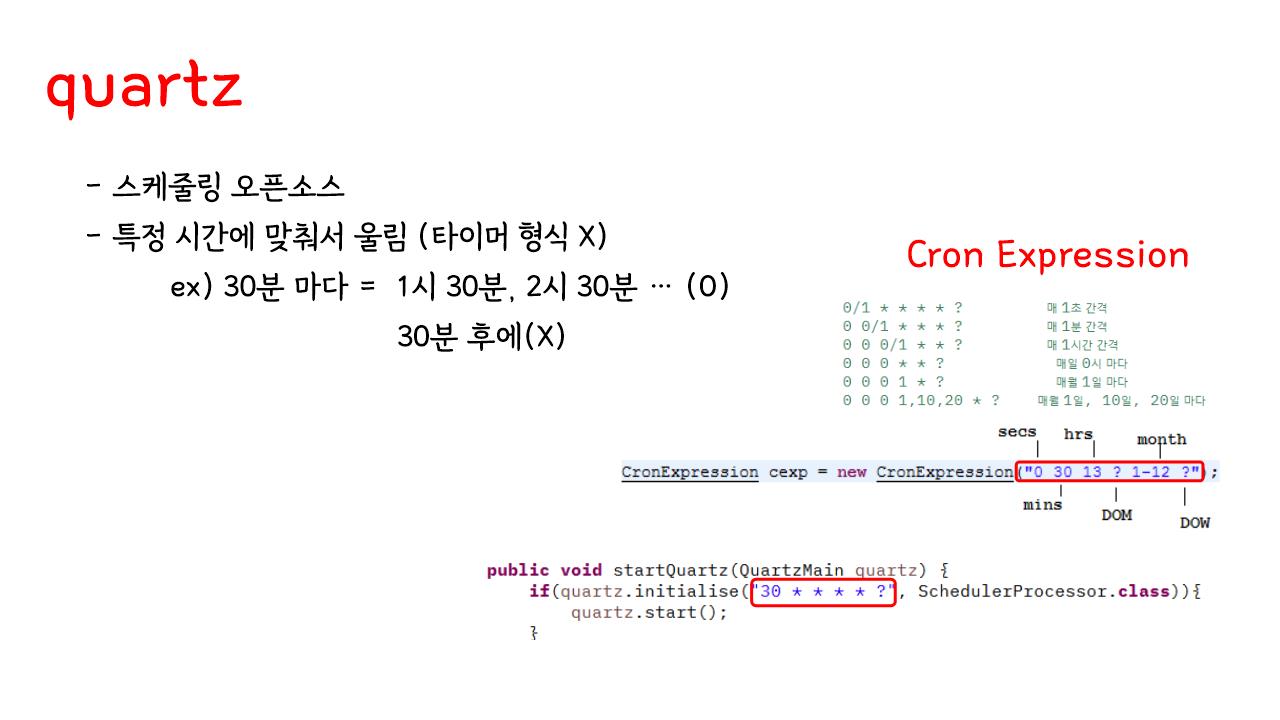 quartz
- 스케줄링 오픈소스
- 특정 시간에 맞춰서 울림 (타이머 형식 X)
ex) 30분 마다 = 1시 30분, 2시 30분 … (O)
30분 후에(X)
Cron Expression
0/1 * * * * ? 매 1초 간격
0 0/1 * * * ? 매 1분 간격
0 0 0/1 * * ? 매 1시간 간격
0 0 0 * * ? 매일 0시 마다
0 0 0 1 * ? 매월 1일 마다
0 0 0 1,10,20 * ? 매월 1일, 10일, 20일 마다
secs hrs month
CronExpression cexp = new CronExpression("0 30 13 ? 1-12 ?");
mins DOM DOW
public void startQuartz(QuartzMain quartz) {
if(quartz.initialise("30 * * * * ?", SchedulerProcessor.class)){
quartz.start();
}